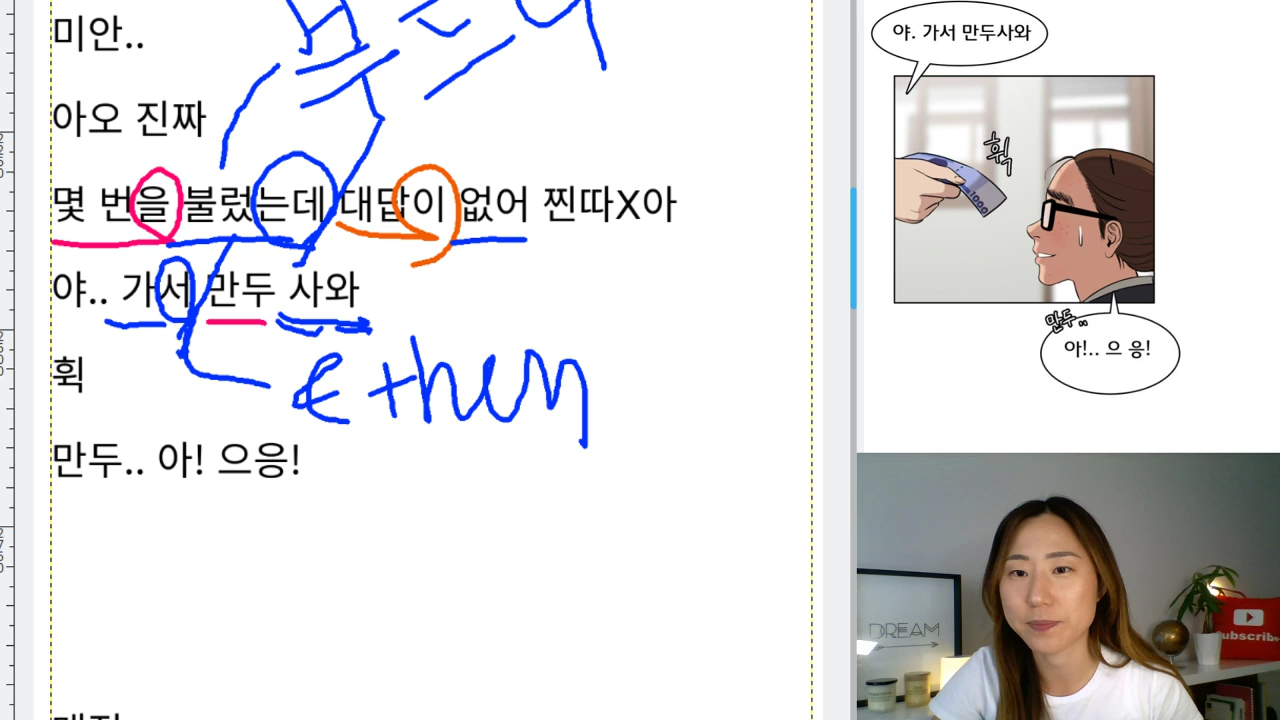 미안..
아오 진짜
몇 번을 불렀는데 대답이 없어 찐따X아
야.. 가서 만두 사와
휙
만두.. 아! 으응!
then
야. 가서 만두사와
휙
1000
만두..
아!.. 으 응!
DREAM
Subscribe